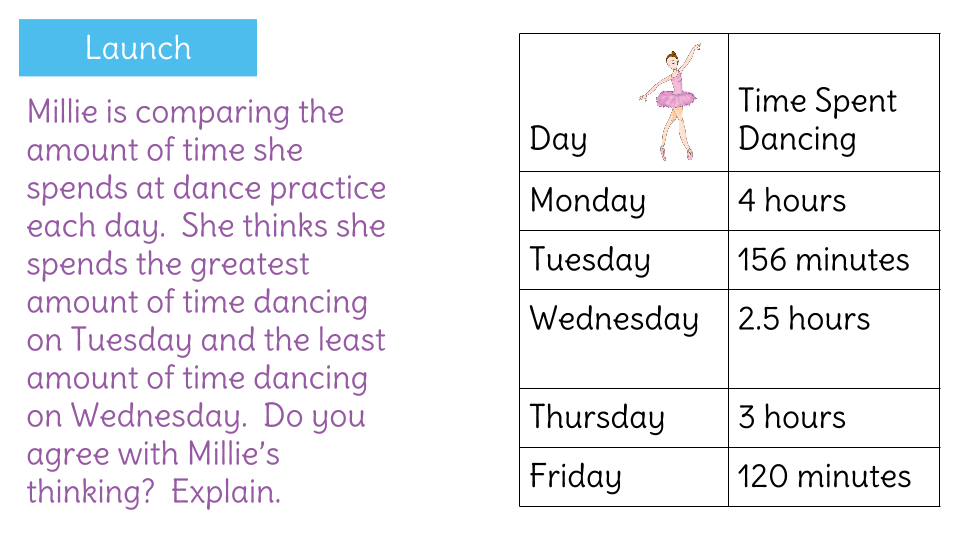 Launch
Millie is comparing the
amount of time she
spends at dance practice
each day.  She thinks she
spends the greatest
amount of time dancing
on Tuesday and the least
amount of time dancing
on Wednesday.  Do you
agree with Millie's
thinking?  Explain.
Day
Time Spent
Dancing
Monday 4 hours
Tuesday 156 minutes
Wednesday 2.5 hours
Thursday 3 hours
Friday 120 minutes